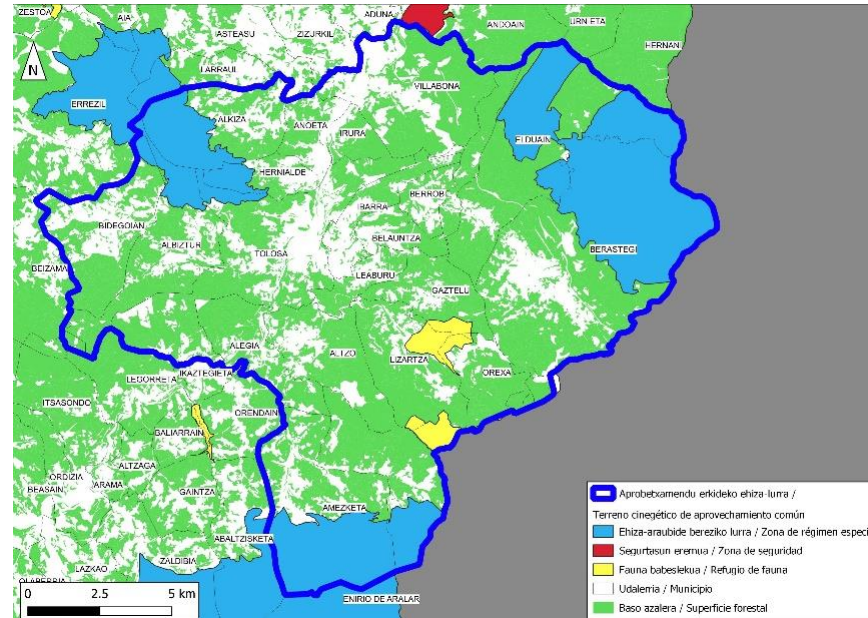 ZESTOA
AIA
ADUNA
ANDOAIN
URNIETA
ASTEASU
ZIZURKIL
HERNANI
N
LARRAUL
VILLABONA
ERREZIL
ALKIZA
ANOETA
IRURA
ELDUAIN
HERNIALDE
BERROBI
IBARRA
BIDEGOIAN
BELAUNTZA
ALBIZTUR
TOLOSA
BERASTEGI
BEIZAMA
LEABURU
GAZTELU
ALEGIA
ALTZO
LIZARTZA
OREXA
IKAZTEGIETA
LEGORRETA
ITSASONDO
ORENDAIN
BALIARRAIN
ALTZAGA
ORDIZIA
ARAMA
BEASAIN
GAINTZA
AMEZKETA
ABALTZISKETA
ZALDIBIA
LAZKAO
ENIRIO DE ARALAR
0 2.5 5 km
Aprobetxamendu erkideko ehiza-lurra /
Terreno cinegético de aprovechamiento común
Ehiza-araubide bereziko lurra / Zona de régimen especi
Segurtasun eremua / Zona de seguridad
Fauna babeslekua / Refugio de fauna
Udalerria / Municipio
Baso azalera / Superficie forestal